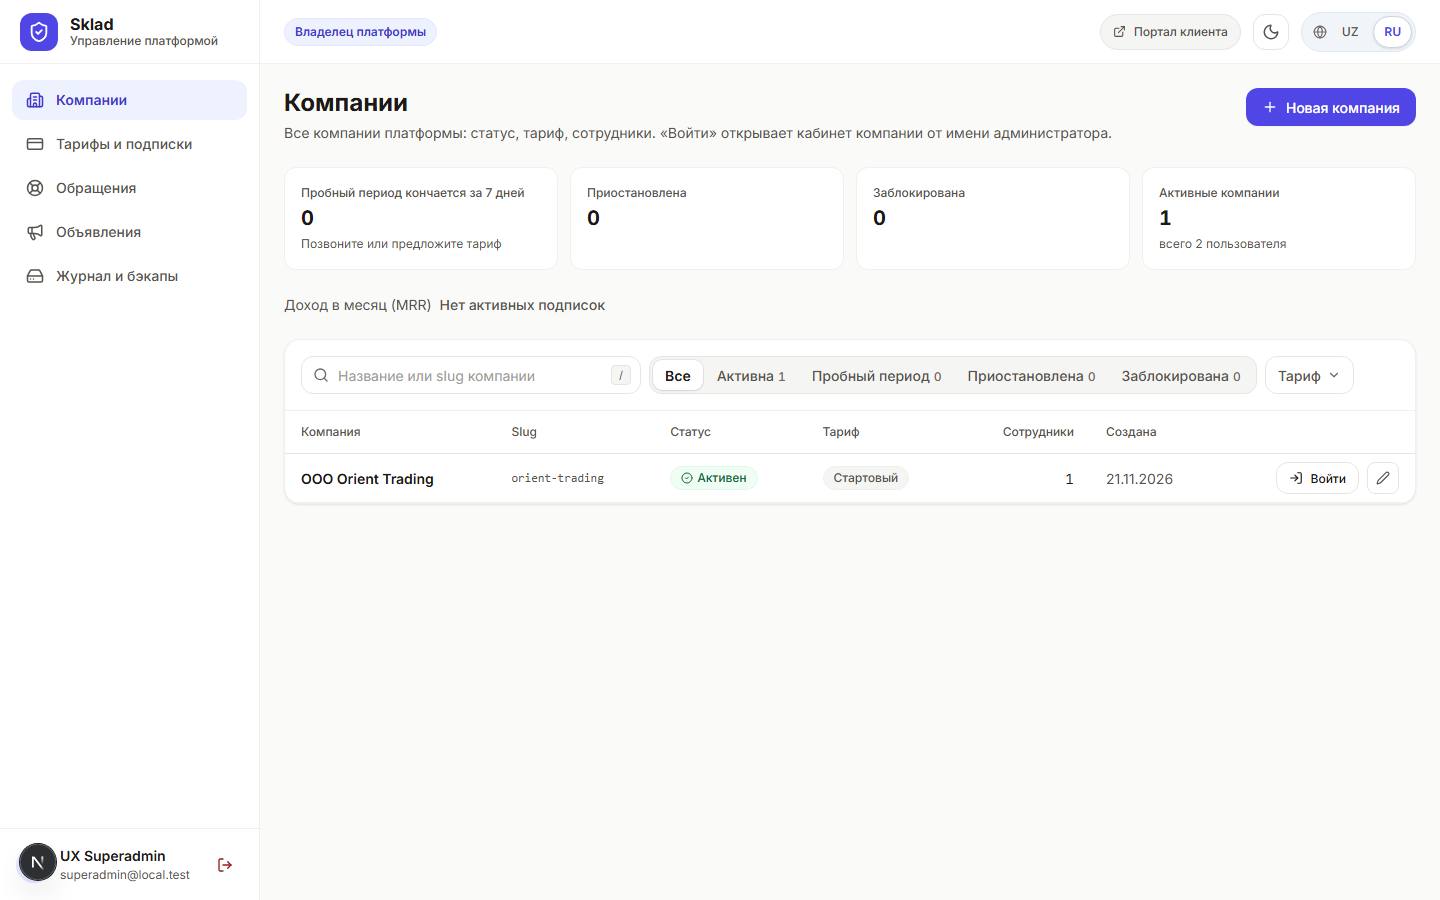 Sklad
Управление платформой
Владелец платформы
Портал клиента
UZ
RU
Компании
Тарифы и подписки
Обращения
Объявления
Журнал и бэкапы
Компании
Все компании платформы: статус, тариф, сотрудники. «Войти» открывает кабинет компании от имени администратора.
Новая компания
Пробный период кончается за 7 дней
0
Позвоните или предложите тариф
Приостановлена
0
Заблокирована
0
Активные компании
1
всего 2 пользователя
Доход в месяц (MRR) Нет активных подписок
Название или slug компании
/
Все
Активна 1
Пробный период 0
Приостановлена 0
Заблокирована 0
Тариф
Компания Slug Статус Тариф Сотрудники Создана
OOO Orient Trading orient-trading Активен Стартовый 1 21.11.2026 Войти
N
UX Superadmin
superadmin@local.test